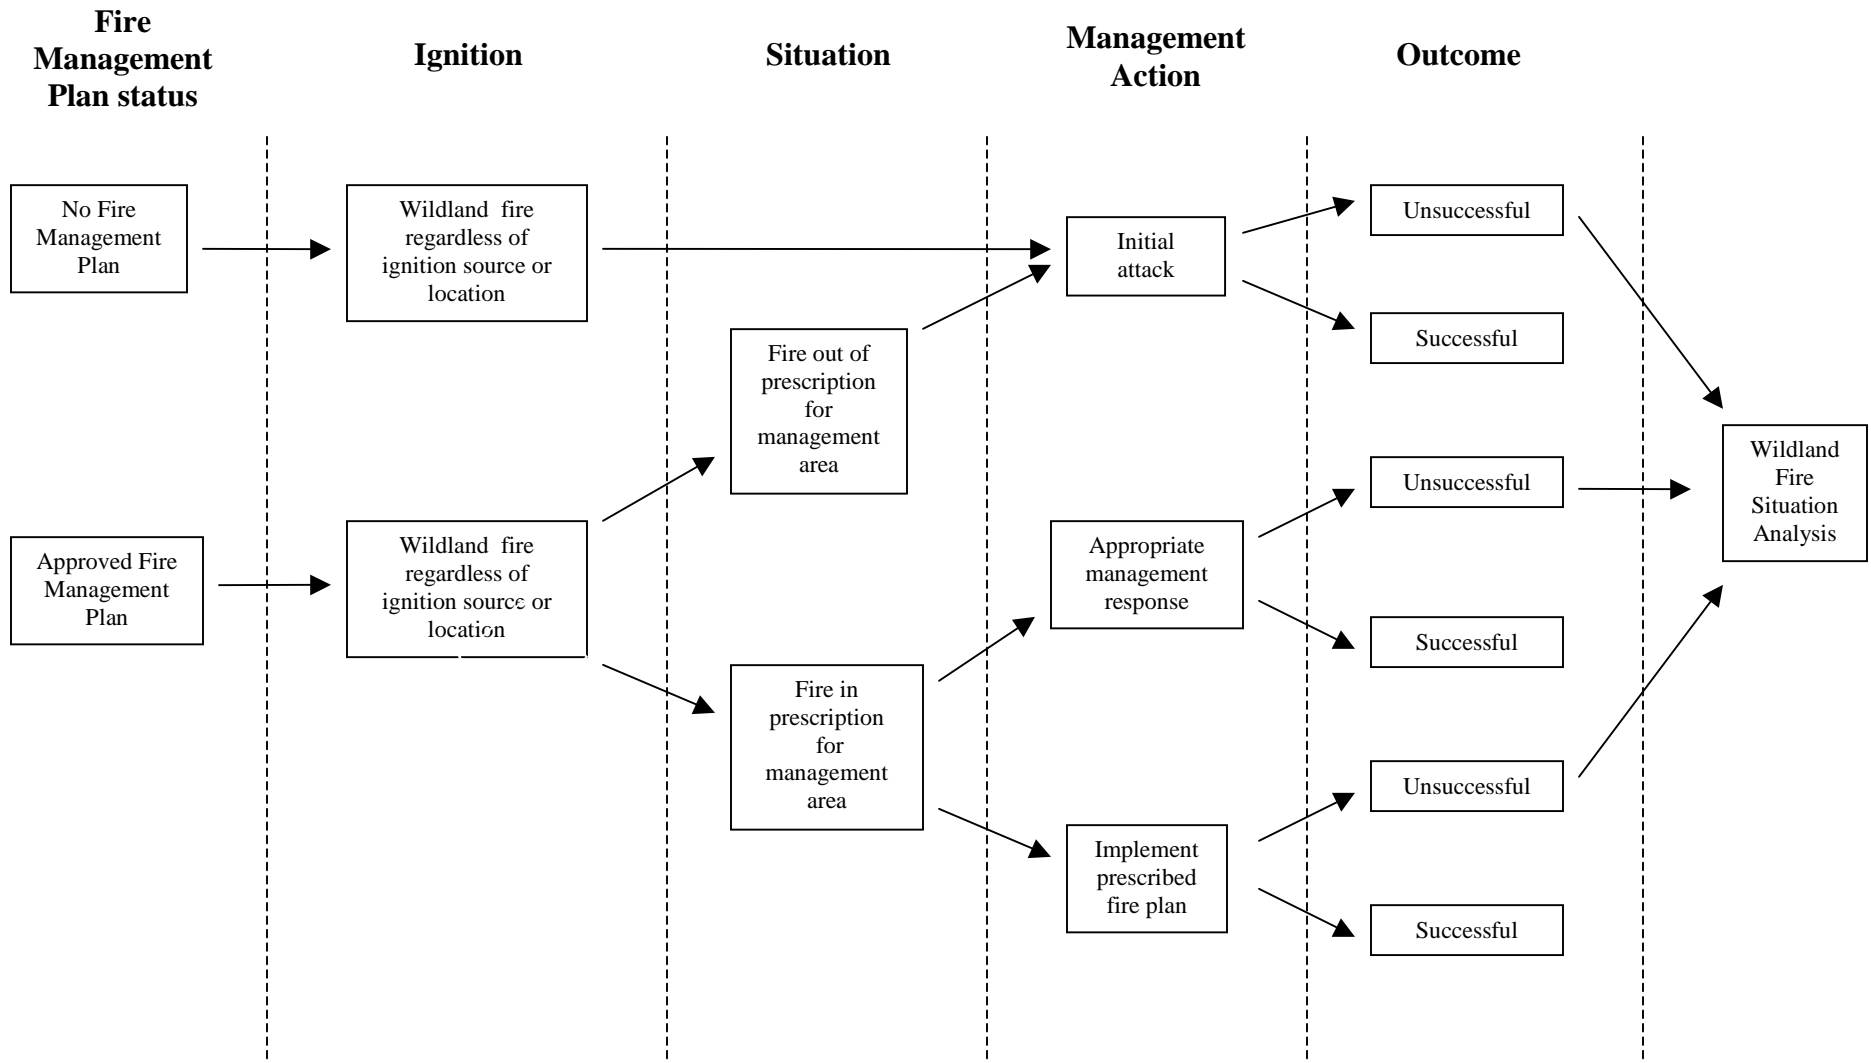 Fire
Management
Plan status
Ignition
Situation
Management
Action
Outcome
No Fire
Management
Plan
Wildland fire
regardless of
ignition source or
location
Initial
attack
Unsuccessful
Successful
Fire out of
prescription
for
management
area
Approved Fire
Management
Plan
Wildland fire
regardless of
ignition source or
location
Fire in
prescription
for
management
area
Appropriate
management
response
Unsuccessful
Successful
Implement
prescribed
fire plan
Unsuccessful
Successful
Wildland
Fire
Situation
Analysis